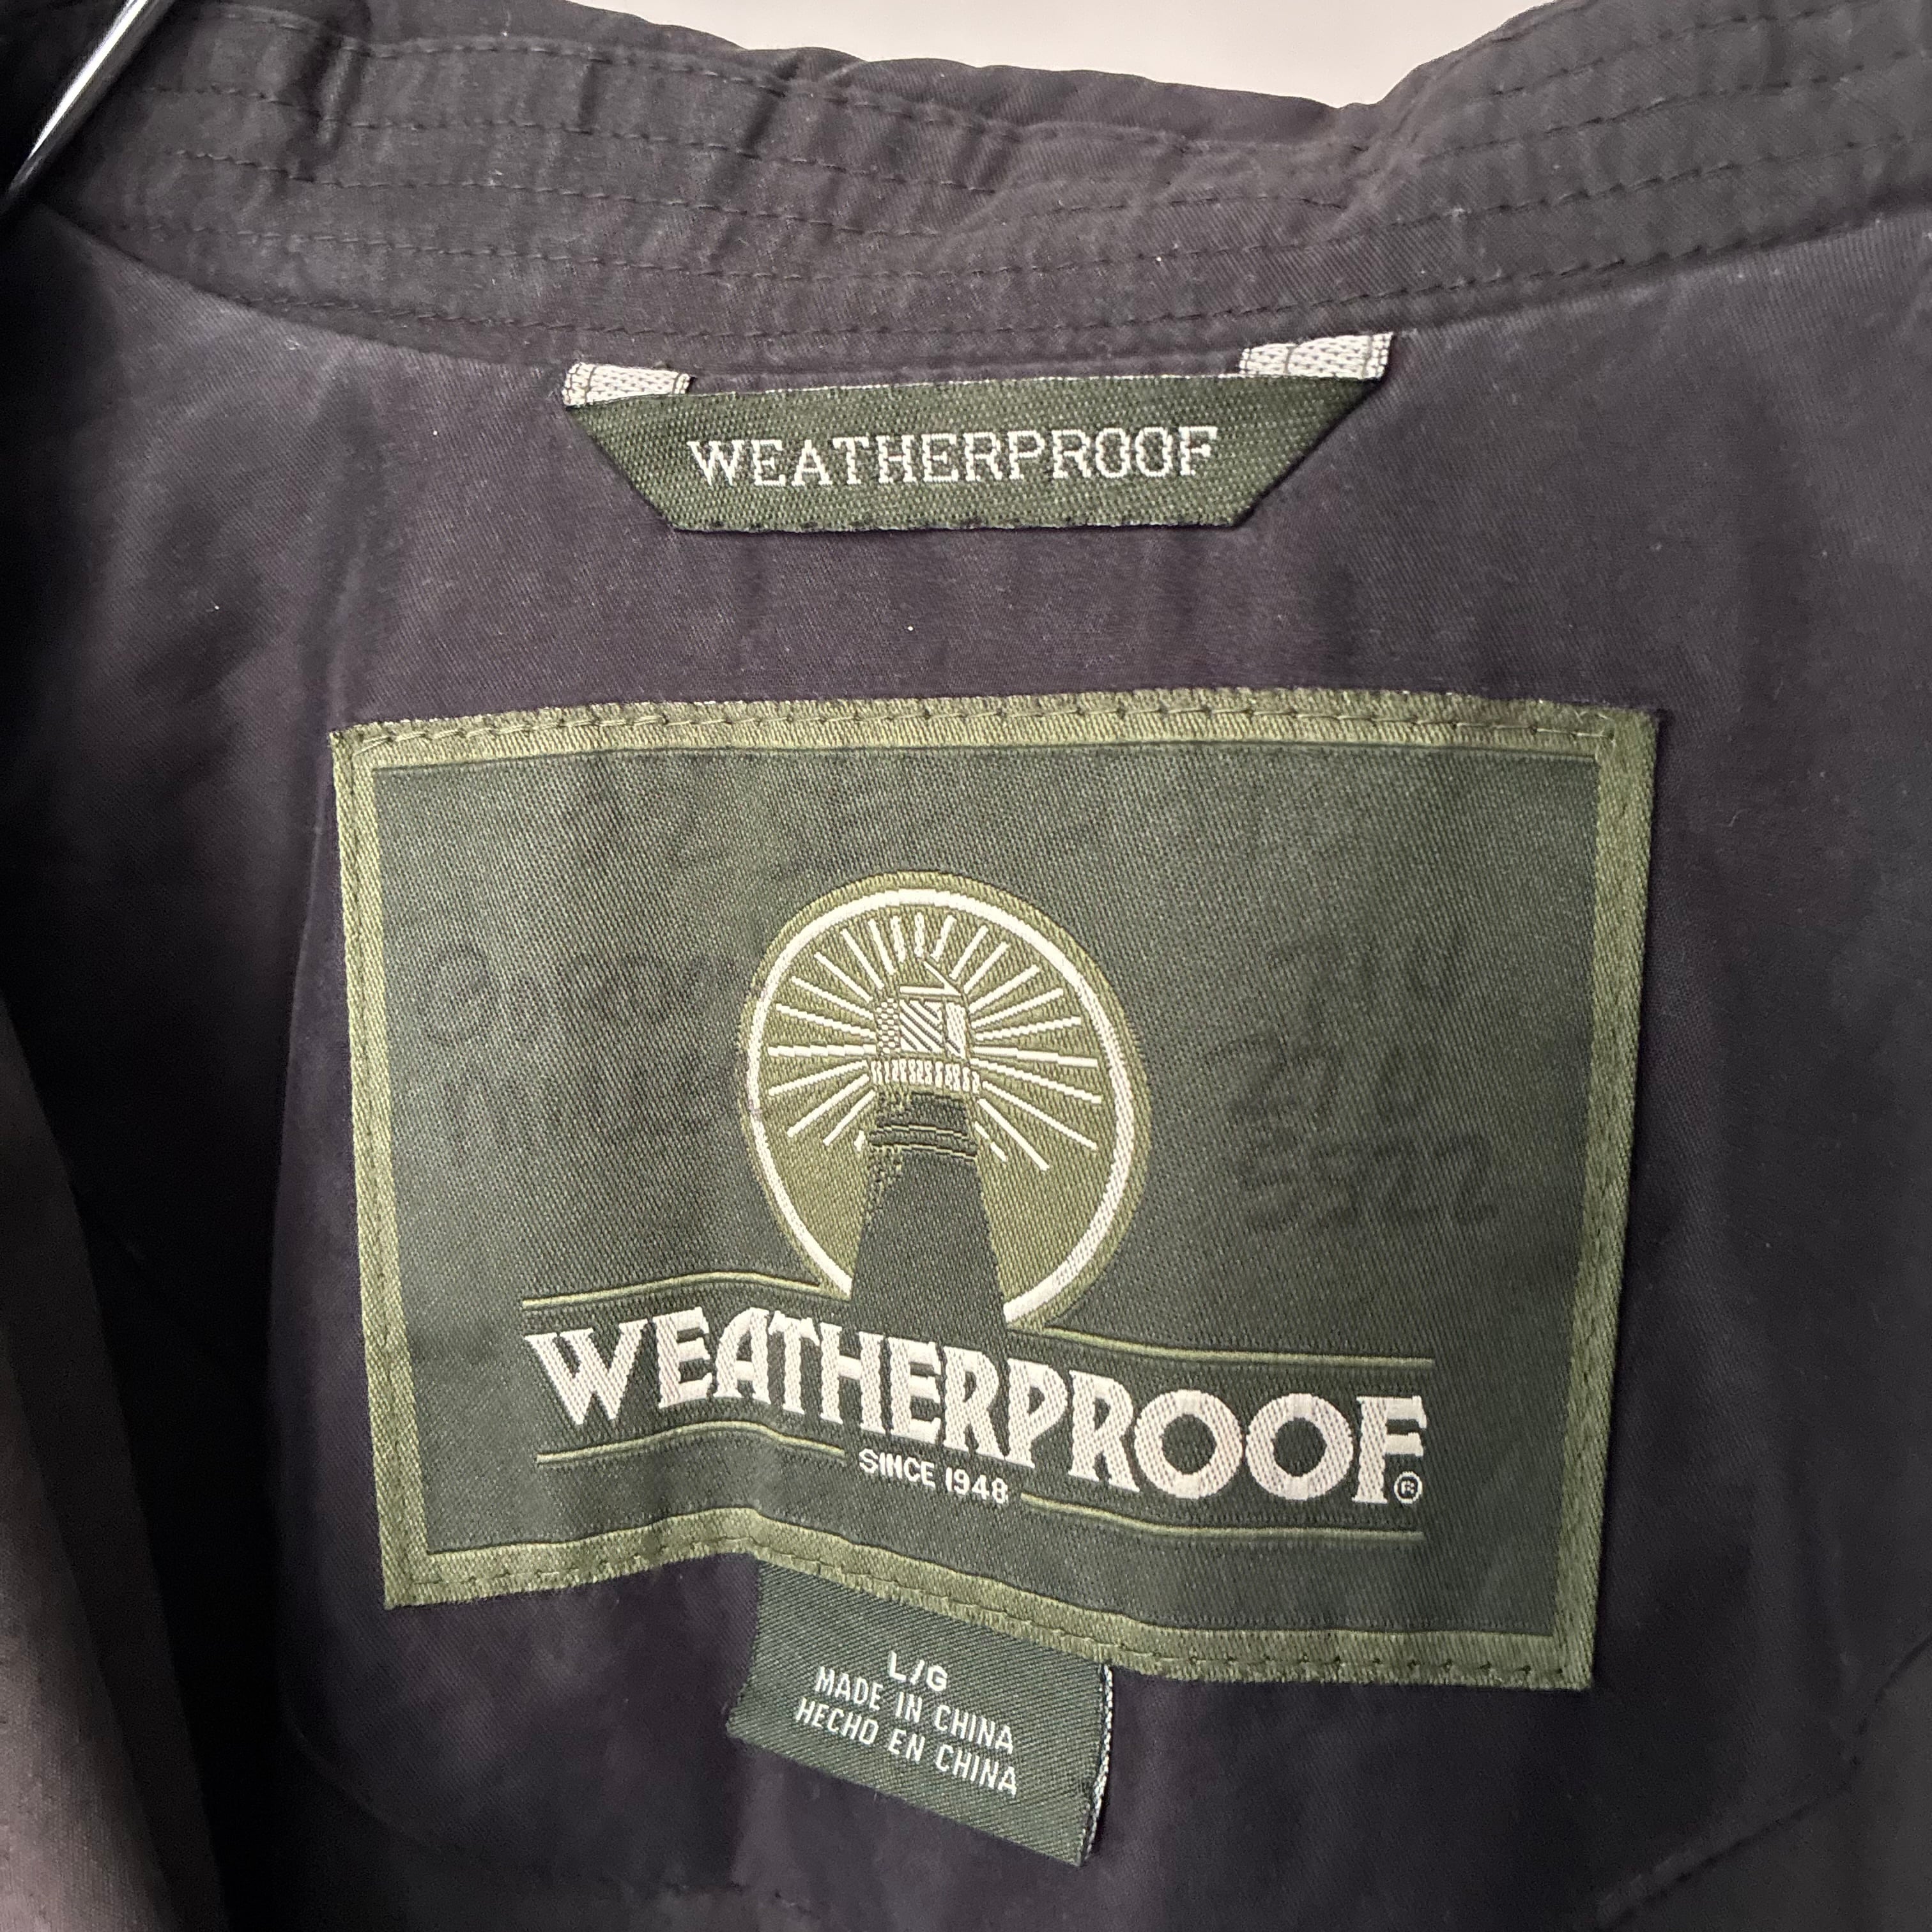 WEATHERPROOF
WEATHERPROOF®
SINCE 1948
L/G
MADE IN CHINA
HECHO EN CHINA